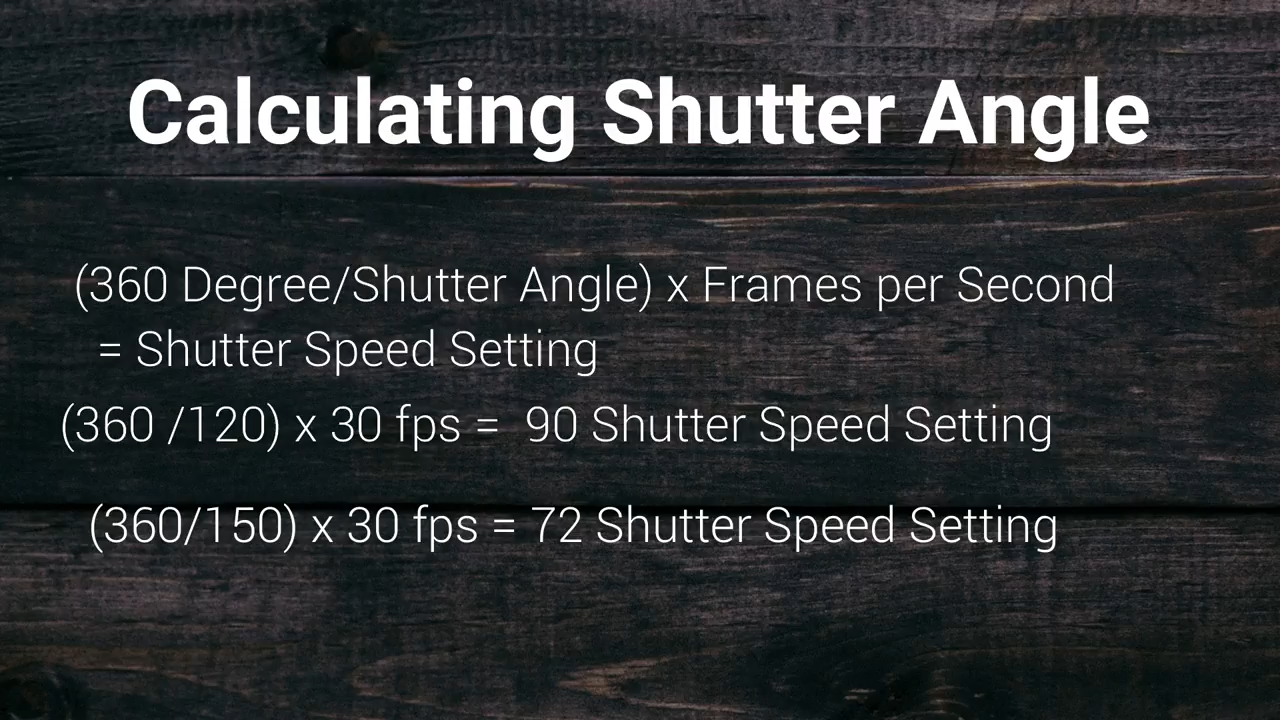 Calculating Shutter Angle
(360 Degree/Shutter Angle) x Frames per Second
= Shutter Speed Setting
(360 /120) x 30 fps =  90 Shutter Speed Setting
(360/150) x 30 fps = 72 Shutter Speed Setting